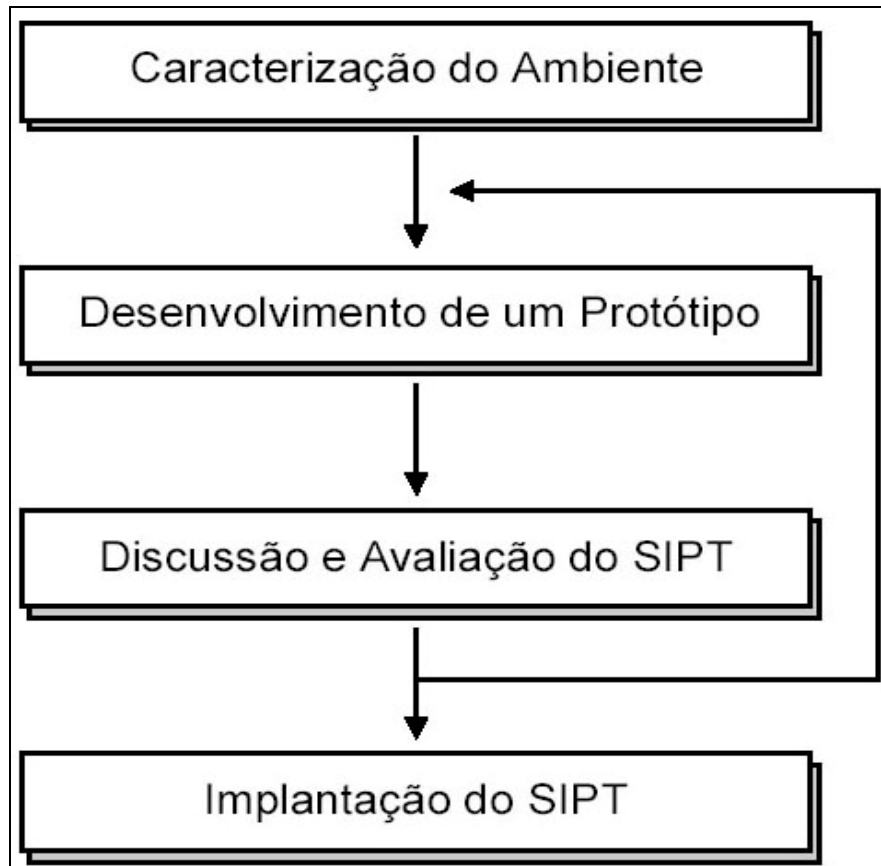 Caracterização do Ambiente
Desenvolvimento de um Protótipo
Discussão e Avaliação do SIPT
Implantação do SIPT